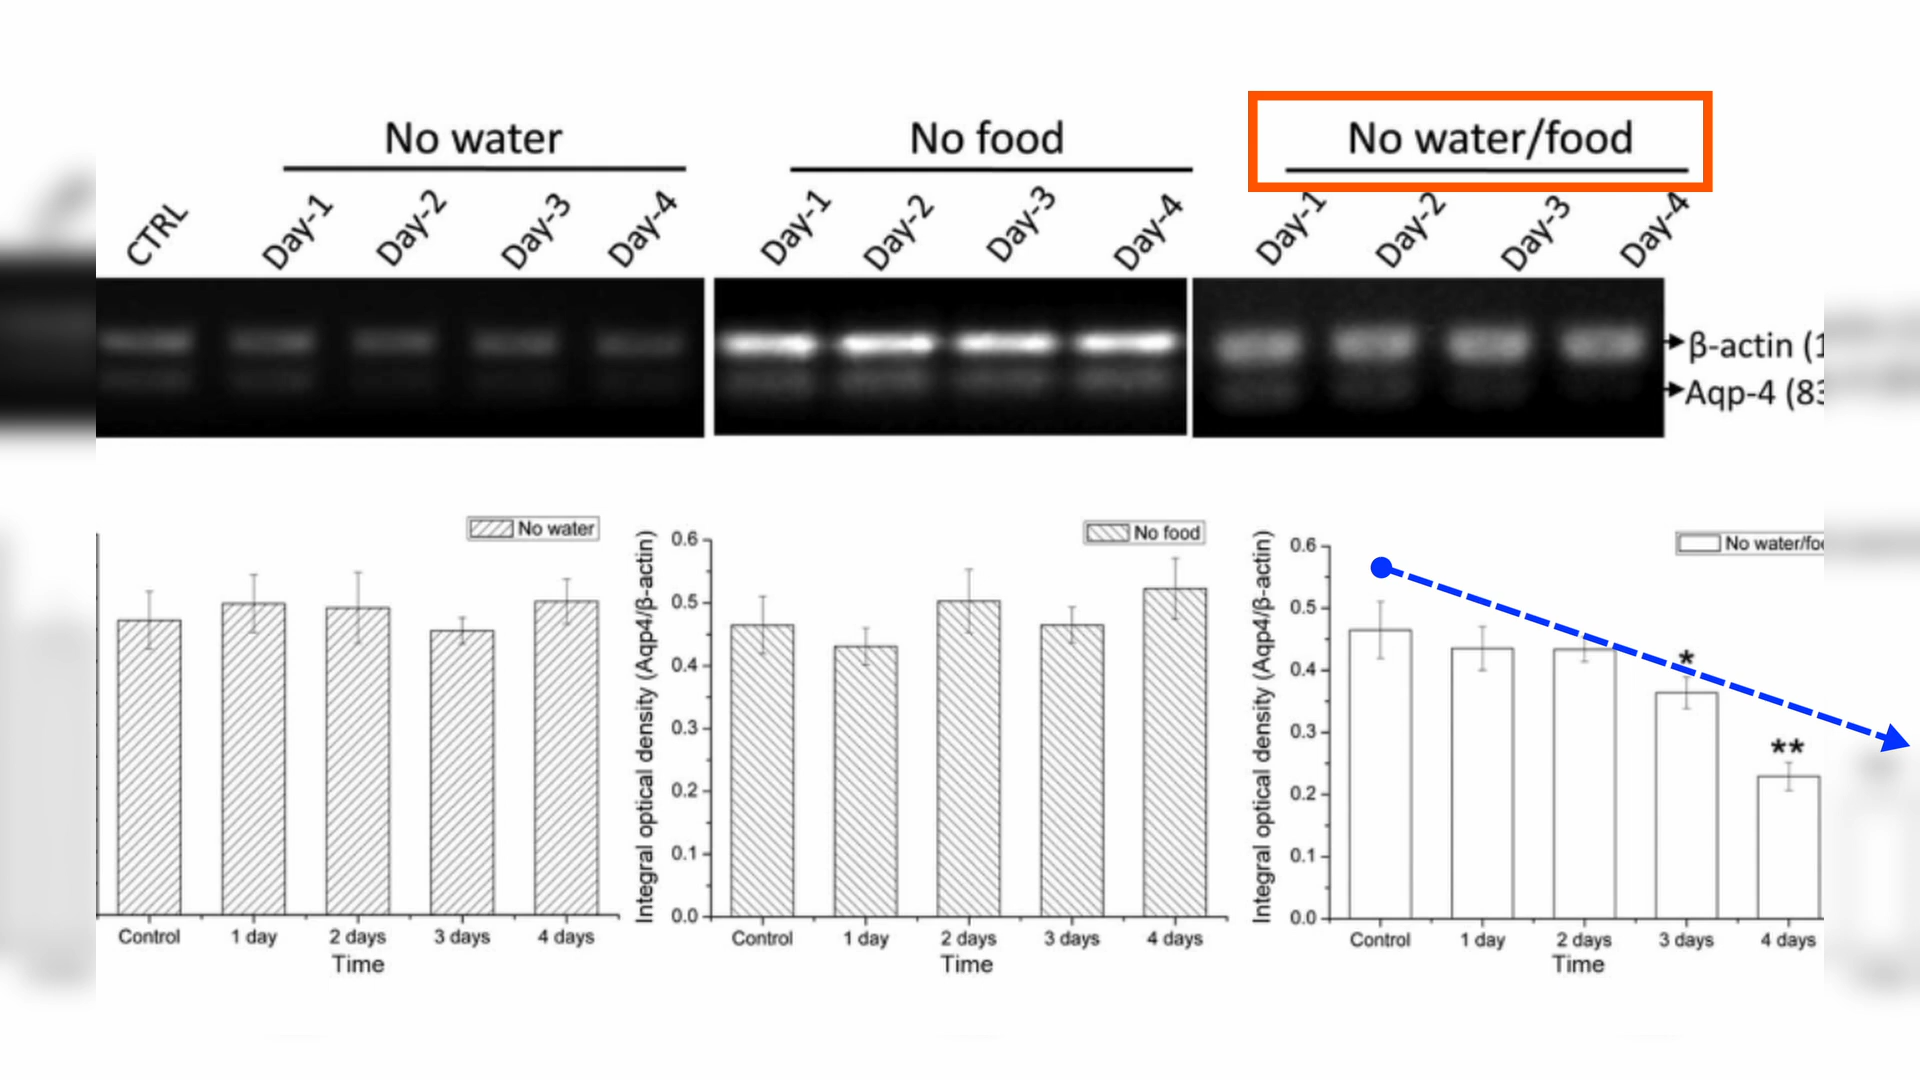 No water
No food
No water/food
CTRL
Day-1
Day-2
Day-3
Day-4
Day-1
Day-2
Day-3
Day-4
Day-1
Day-2
Day-3
Day-4
β-actin (1
Aqp-4 (83
No water
Control
1 day
2 days
3 days
4 days
Time
No food
Integral optical density (Aqp4/β-actin)
0.6
0.5
0.4
0.3
0.2
0.1
0.0
Control
1 day
2 days
3 days
4 days
Time
No water/foo
Integral optical density (Aqp4/β-actin)
0.6
0.5
0.4
0.3
0.2
0.1
0.0
*
**
Control
1 day
2 days
3 days
4 days
Time